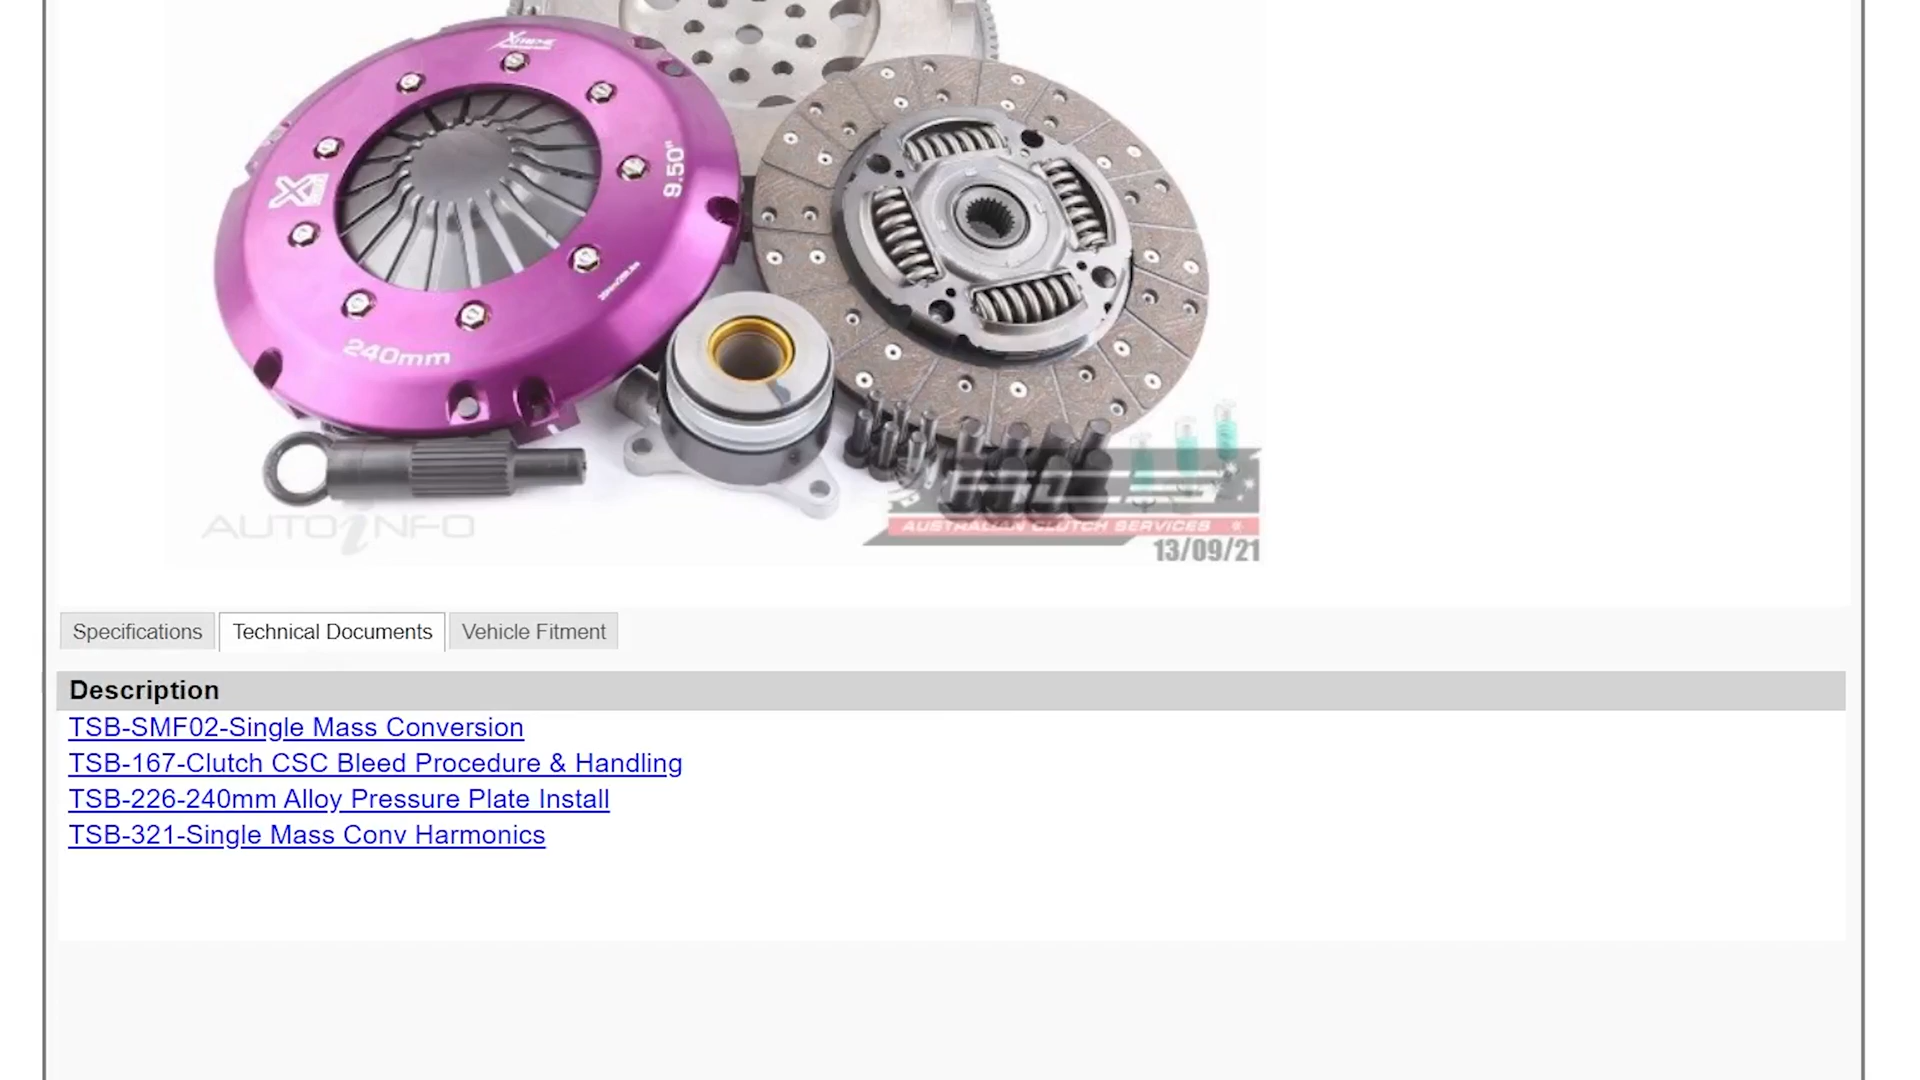 XTREME
9.50"
240mm
AUTOiNFO
AUSTRALIAN CLUTCH SERVICES
13/09/21
Specifications
Technical Documents
Vehicle Fitment
Description
TSB-SMF02-Single Mass Conversion
TSB-167-Clutch CSC Bleed Procedure & Handling
TSB-226-240mm Alloy Pressure Plate Install
TSB-321-Single Mass Conv Harmonics